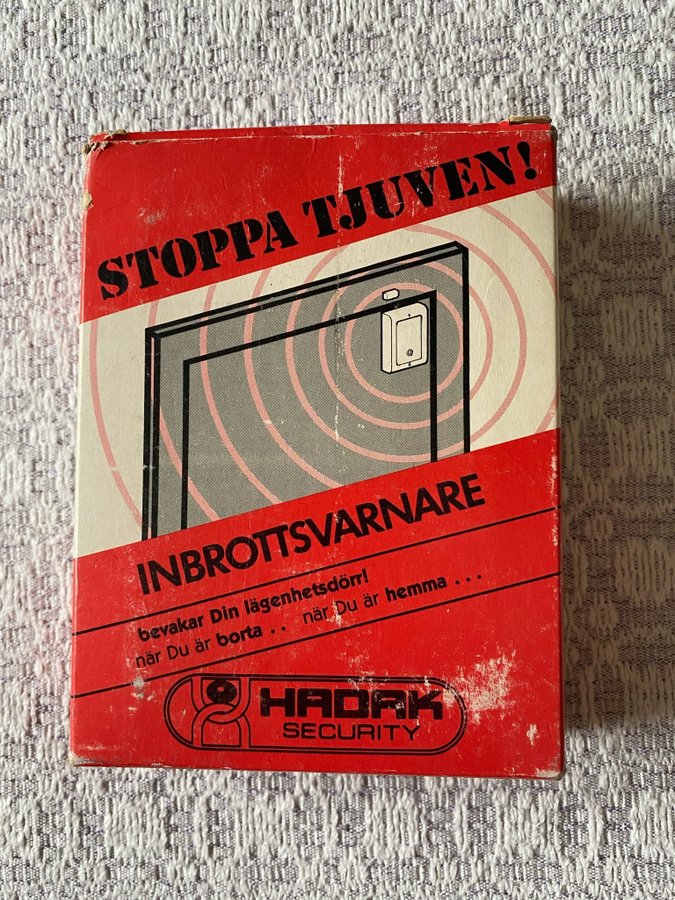 STOPPA TJUVEN!
INBROTTSVARNARE
bevakar Din lägenhetsdörr!
när Du är borta . . när Du är hemma . . .
HADAK
SECURITY